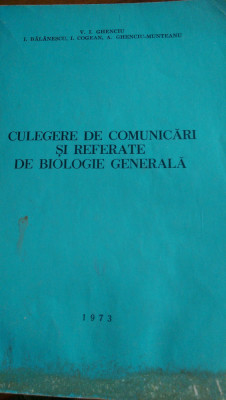 V. I. GHENCIU
I. BĂLĂNESCU, I. COGEAN, A. GHENCIU-MUNTEANU
CULEGERE DE COMUNICĂRI
ȘI REFERATE
DE BIOLOGIE GENERALĂ
1973